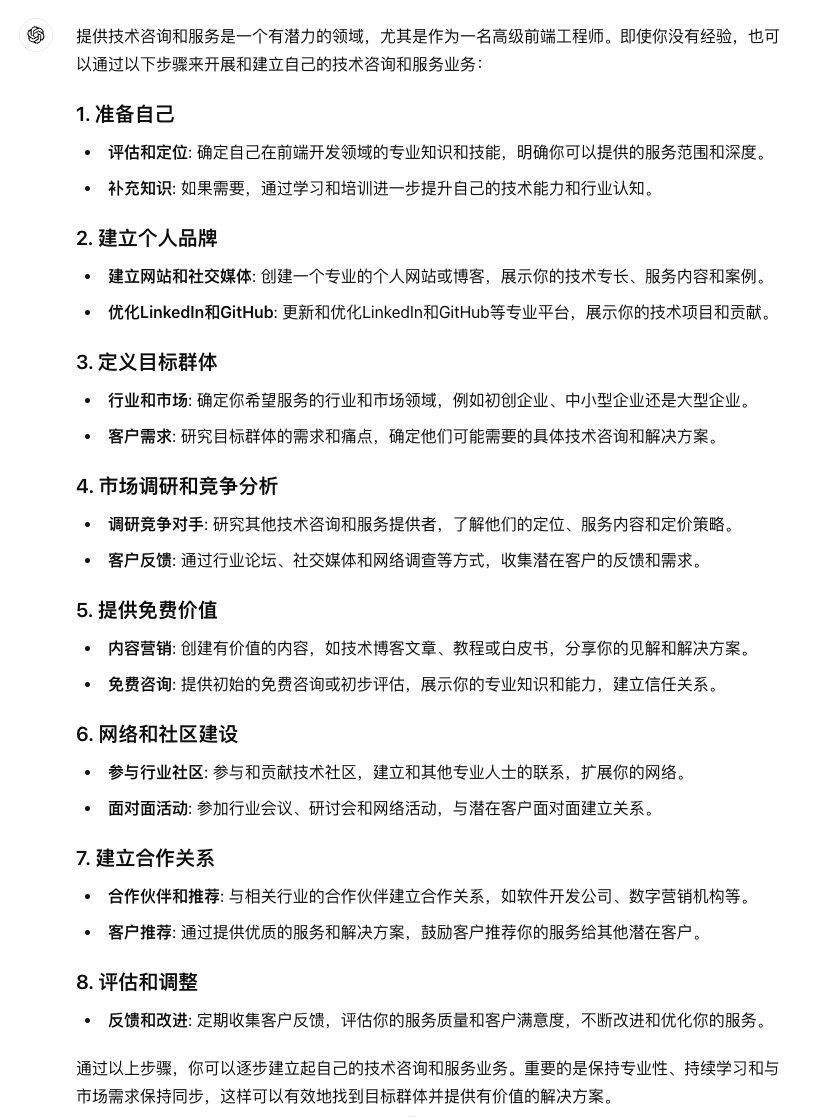 提供技术咨询和服务是一个有潜力的领域，尤其是作为一名高级前端工程师。即使你没有经验，也可
以通过以下步骤来开展和建立自己的技术咨询和服务业务：
1. 准备自己
• 评估和定位: 确定自己在前端开发领域的专业知识和技能，明确你可以提供的服务范围和深度。
• 补充知识: 如果需要，通过学习和培训进一步提升自己的技术能力和行业认知。
2. 建立个人品牌
• 建立网站和社交媒体: 创建一个专业的个人网站或博客，展示你的技术专长、服务内容和案例。
• 优化LinkedIn和GitHub: 更新和优化LinkedIn和GitHub等专业平台，展示你的技术项目和贡献。
3. 定义目标群体
• 行业和市场: 确定你希望服务的行业和市场领域，例如初创企业、中小型企业还是大型企业。
• 客户需求: 研究目标群体的需求和痛点，确定他们可能需要的具体技术咨询和解决方案。
4. 市场调研和竞争分析
• 调研竞争对手: 研究其他技术咨询和服务提供者，了解他们的定位、服务内容和定价策略。
• 客户反馈: 通过行业论坛、社交媒体和网络调查等方式，收集潜在客户的反馈和需求。
5. 提供免费价值
• 内容营销: 创建有价值的内容，如技术博客文章、教程或白皮书，分享你的见解和解决方案。
• 免费咨询: 提供初始的免费咨询或初步评估，展示你的专业知识和能力，建立信任关系。
6. 网络和社区建设
• 参与行业社区: 参与和贡献技术社区，建立和其他专业人士的联系，扩展你的网络。
• 面对面活动: 参加行业会议、研讨会和网络活动，与潜在客户面对面建立关系。
7. 建立合作关系
• 合作伙伴和推荐: 与相关行业的合作伙伴建立合作关系，如软件开发公司、数字营销机构等。
• 客户推荐: 通过提供优质的服务和解决方案，鼓励客户推荐你的服务给其他潜在客户。
8. 评估和调整
• 反馈和改进: 定期收集客户反馈，评估你的服务质量和客户满意度，不断改进和优化你的服务。
通过以上步骤，你可以逐步建立起自己的技术咨询和服务业务。重要的是保持专业性、持续学习和与
市场需求保持同步，这样可以有效地找到目标群体并提供有价值的解决方案。